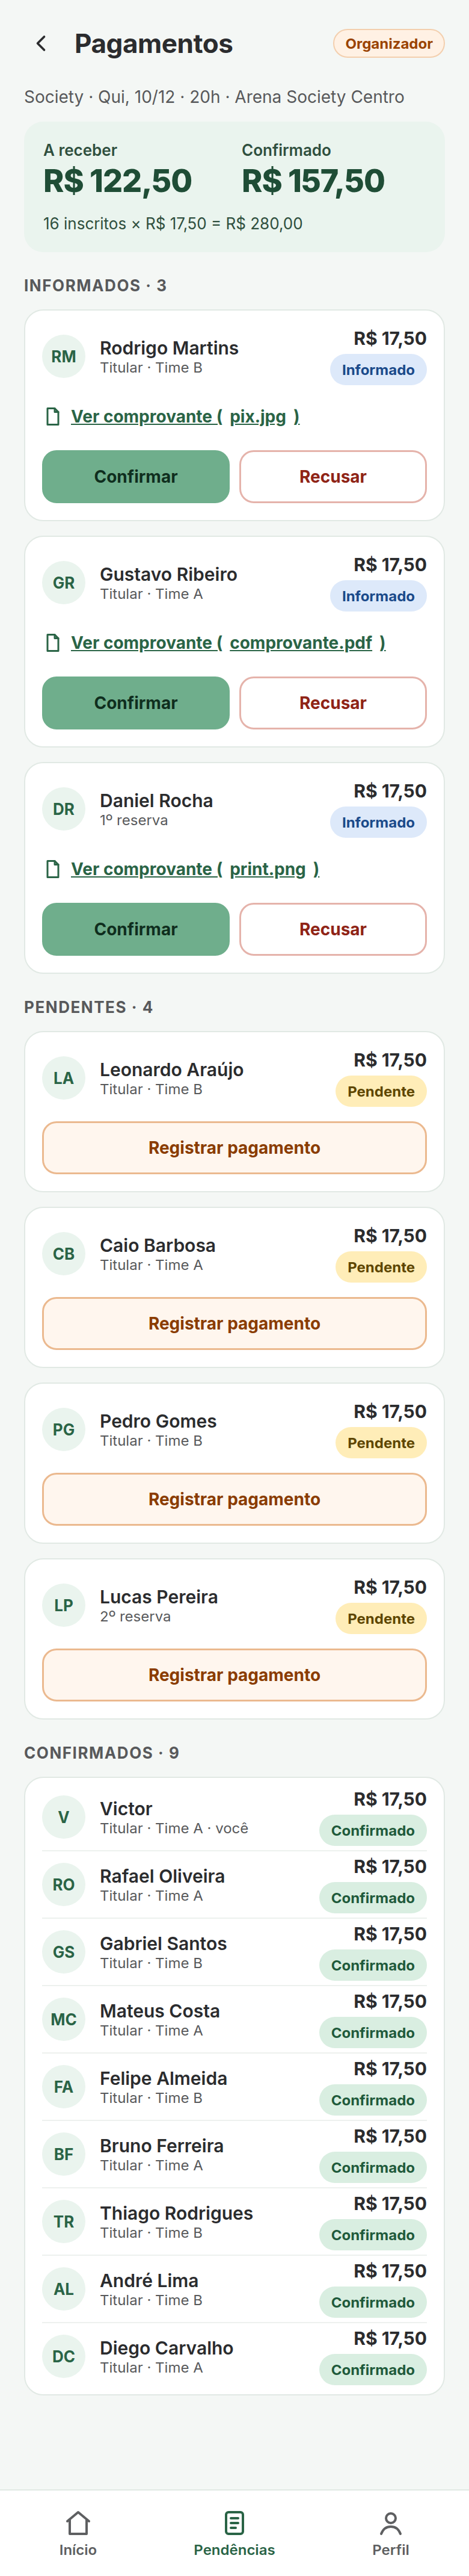 Pagamentos
Organizador
Society · Qui, 10/12 · 20h · Arena Society Centro
A receber
Confirmado
R$ 122,50
R$ 157,50
16 inscritos × R$ 17,50 = R$ 280,00
INFORMADOS · 3
RM
Rodrigo Martins
Titular · Time B
R$ 17,50
Informado
Ver comprovante ( pix.jpg )
Confirmar
Recusar
GR
Gustavo Ribeiro
Titular · Time A
R$ 17,50
Informado
Ver comprovante ( comprovante.pdf )
Confirmar
Recusar
DR
Daniel Rocha
1º reserva
R$ 17,50
Informado
Ver comprovante ( print.png )
Confirmar
Recusar
PENDENTES · 4
LA
Leonardo Araújo
Titular · Time B
R$ 17,50
Pendente
Registrar pagamento
CB
Caio Barbosa
Titular · Time A
R$ 17,50
Pendente
Registrar pagamento
PG
Pedro Gomes
Titular · Time B
R$ 17,50
Pendente
Registrar pagamento
LP
Lucas Pereira
2º reserva
R$ 17,50
Pendente
Registrar pagamento
CONFIRMADOS · 9
V
Victor
Titular · Time A · você
R$ 17,50
Confirmado
RO
Rafael Oliveira
Titular · Time A
R$ 17,50
Confirmado
GS
Gabriel Santos
Titular · Time B
R$ 17,50
Confirmado
MC
Mateus Costa
Titular · Time A
R$ 17,50
Confirmado
FA
Felipe Almeida
Titular · Time B
R$ 17,50
Confirmado
BF
Bruno Ferreira
Titular · Time A
R$ 17,50
Confirmado
TR
Thiago Rodrigues
Titular · Time B
R$ 17,50
Confirmado
AL
André Lima
Titular · Time B
R$ 17,50
Confirmado
DC
Diego Carvalho
Titular · Time A
R$ 17,50
Confirmado
Início
Pendências
Perfil